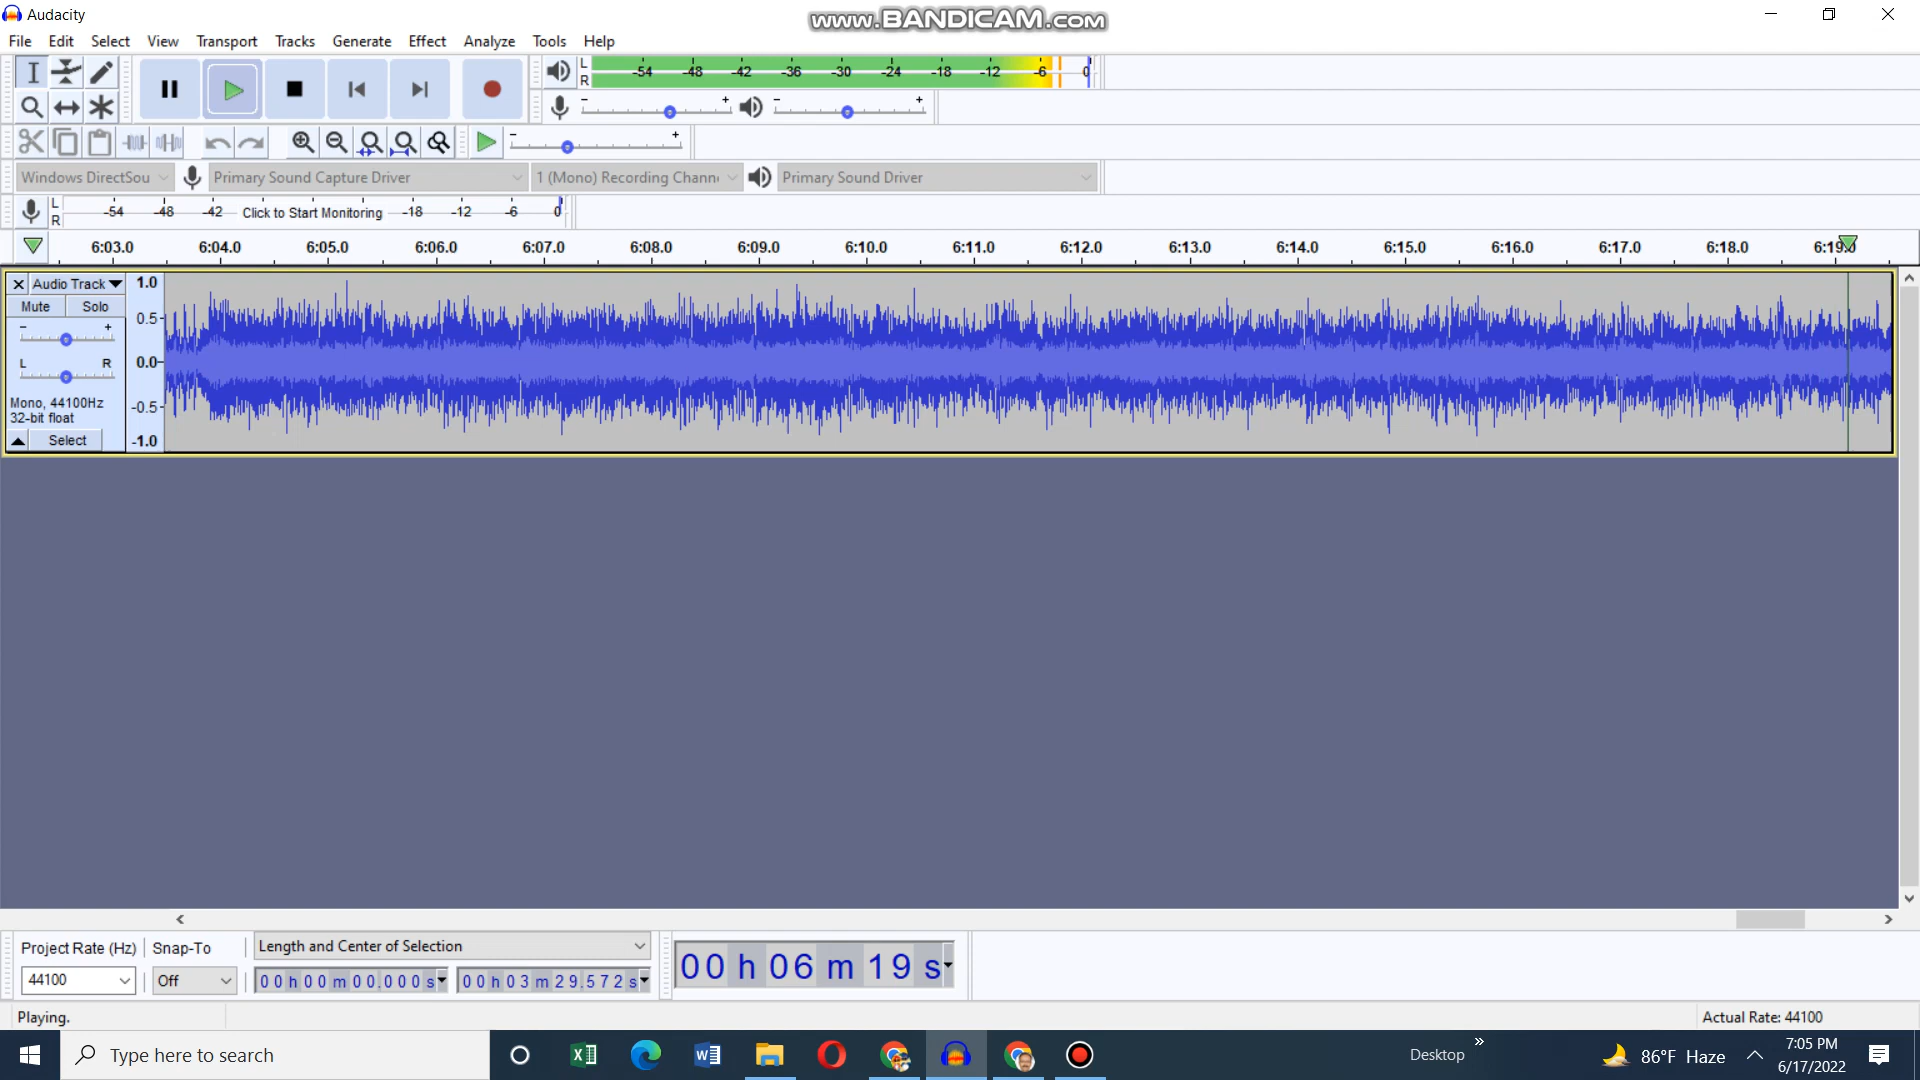 Audacity
www.BANDICAM.com
File Edit Select View Transport Tracks Generate Effect Analyze Tools Help
L
R
-54 -48 -42 -36 -30 -24 -18 -12 -6 0
- + - +
- +
Windows DirectSou Primary Sound Capture Driver 1 (Mono) Recording Chann Primary Sound Driver
L
R
-54 -48 -42 Click to Start Monitoring -18 -12 -6 0
6:03.0 6:04.0 6:05.0 6:06.0 6:07.0 6:08.0 6:09.0 6:10.0 6:11.0 6:12.0 6:13.0 6:14.0 6:15.0 6:16.0 6:17.0 6:18.0 6:19.0
Audio Track
Mute Solo
- +
L R
Mono, 44100Hz
32-bit float
Select
1.0
0.5
0.0
-0.5
-1.0
Project Rate (Hz) Snap-To Length and Center of Selection
44100 Off 00 h 00 m 00.000 s 00 h 03 m 29.572 s
00 h 06 m 19 s
Playing.
Actual Rate: 44100
Type here to search
Desktop
86°F Haze
7:05 PM
6/17/2022